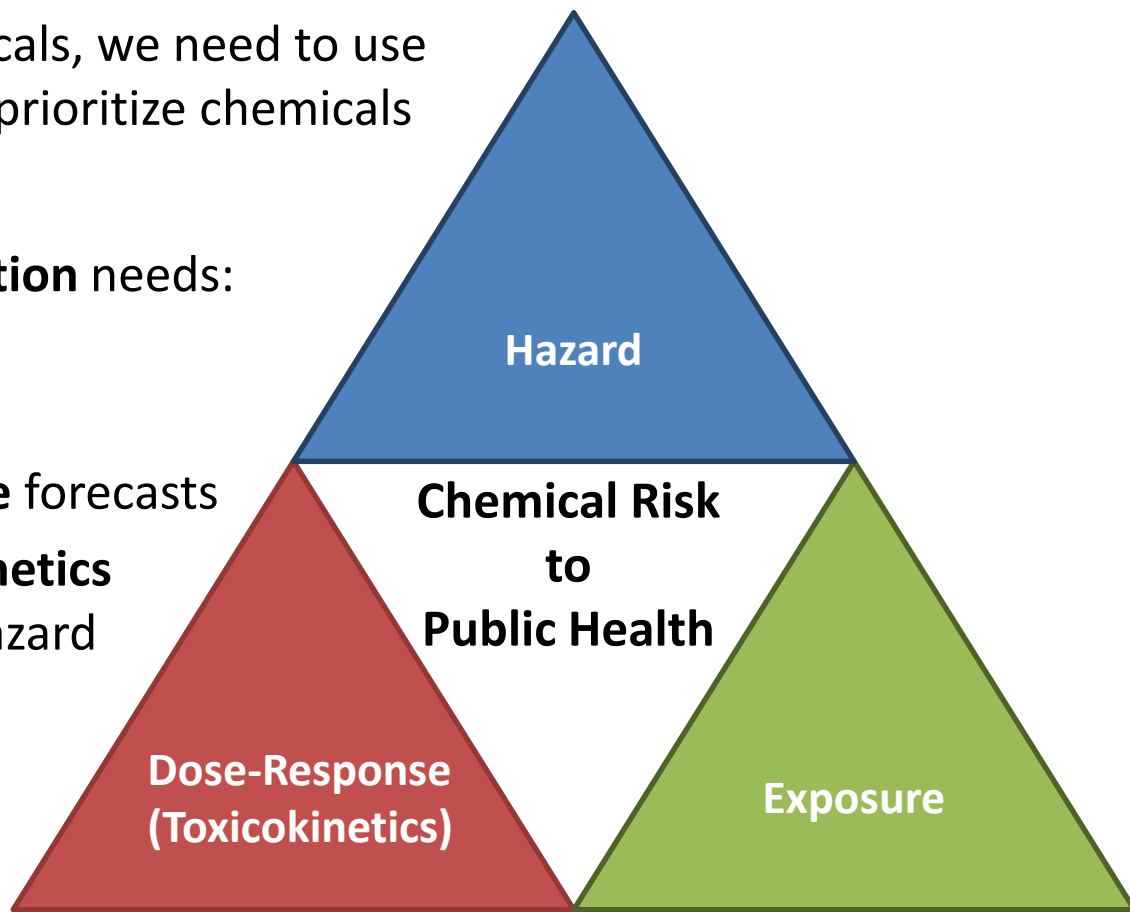 cals, we need to use
prioritize chemicals
tion needs:
Hazard
e forecasts
netics
azard
Chemical Risk
to
Public Health
Dose-Response
(Toxicokinetics)
Exposure